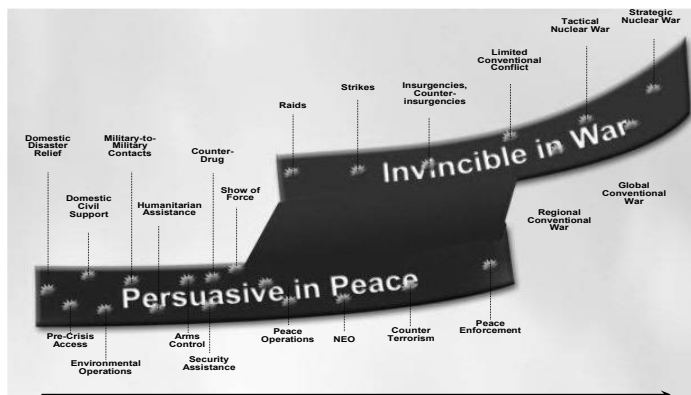 Strategic
Nuclear War
Tactical
Nuclear War
Limited
Conventional
Conflict
Insurgencies,
Counter-
insurgencies
Strikes
Raids
Invincible in War
Domestic
Disaster
Relief
Military-to-
Military
Contacts
Counter-
Drug
Show of
Force
Domestic
Civil
Support
Humanitarian
Assistance
Global
Conventional
War
Regional
Conventional
War
Persuasive in Peace
Pre-Crisis
Access
Environmental
Operations
Arms
Control
Security
Assistance
Peace
Operations
NEO
Counter
Terrorism
Peace
Enforcement